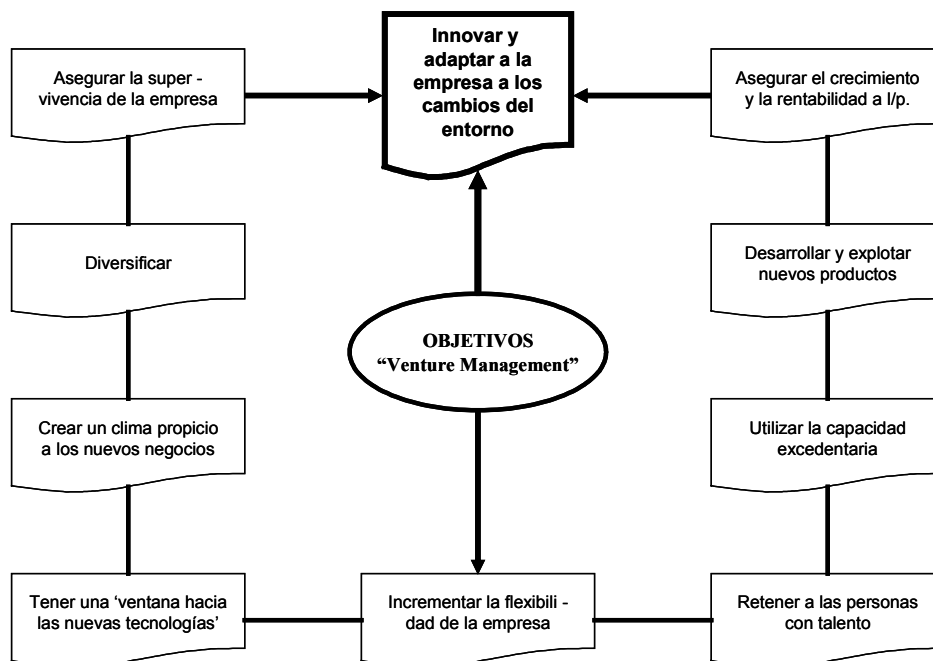 Innovar y
adaptar a la
empresa a los
cambios del
entorno
Asegurar la super -
vivencia de la empresa
Asegurar el crecimiento
y la rentabilidad a l/p.
Diversificar
Desarrollar y explotar
nuevos productos
OBJETIVOS
“Venture Management”
Crear un clima propicio
a los nuevos negocios
Utilizar la capacidad
excedentaria
Tener una ‘ventana hacia
las nuevas tecnologías’
Incrementar la flexibili -
dad de la empresa
Retener a las personas
con talento